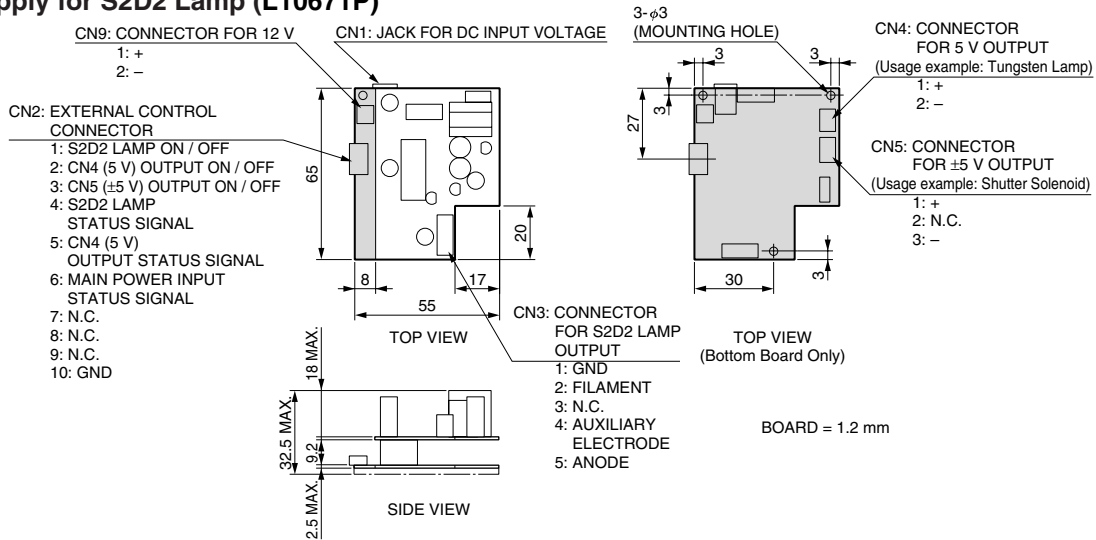 pply for S2D2 Lamp (L10671P)
CN9: CONNECTOR FOR 12 V
1: +
2: –
CN1: JACK FOR DC INPUT VOLTAGE
CN2: EXTERNAL CONTROL
CONNECTOR
1: S2D2 LAMP ON / OFF
2: CN4 (5 V) OUTPUT ON / OFF
3: CN5 (±5 V) OUTPUT ON / OFF
4: S2D2 LAMP
STATUS SIGNAL
5: CN4 (5 V)
OUTPUT STATUS SIGNAL
6: MAIN POWER INPUT
STATUS SIGNAL
7: N.C.
8: N.C.
9: N.C.
10: GND
65
20
8
17
55
TOP VIEW
CN3: CONNECTOR
FOR S2D2 LAMP
OUTPUT
1: GND
2: FILAMENT
3: N.C.
4: AUXILIARY
ELECTRODE
5: ANODE
3-φ3
(MOUNTING HOLE)
3
3
3
27
30
3
TOP VIEW
(Bottom Board Only)
CN4: CONNECTOR
FOR 5 V OUTPUT
(Usage example: Tungsten Lamp)
1: +
2: –
CN5: CONNECTOR
FOR ±5 V OUTPUT
(Usage example: Shutter Solenoid)
1: +
2: N.C.
3: –
18 MAX.
32.5 MAX.
9.2
2.5 MAX.
SIDE VIEW
BOARD = 1.2 mm